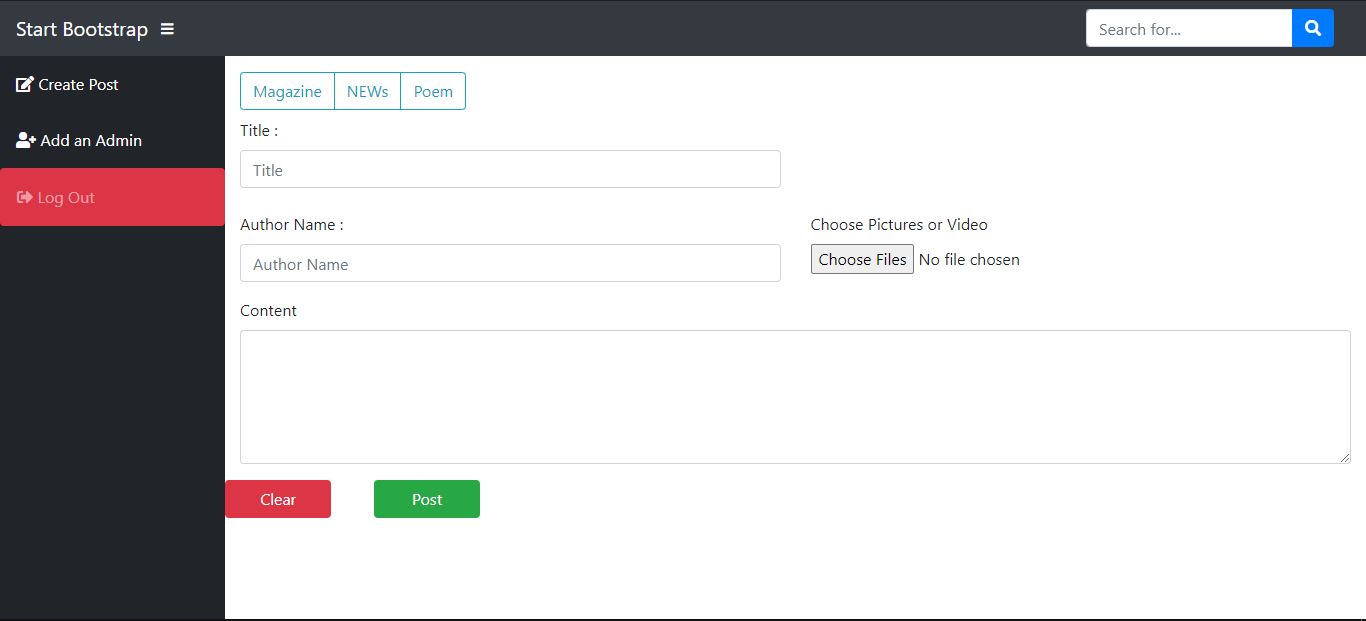 Start Bootstrap
Search for...
Create Post
Add an Admin
Log Out
Magazine NEWs Poem
Title :
Title
Author Name :
Choose Pictures or Video
Author Name
Choose Files No file chosen
Content
Clear
Post